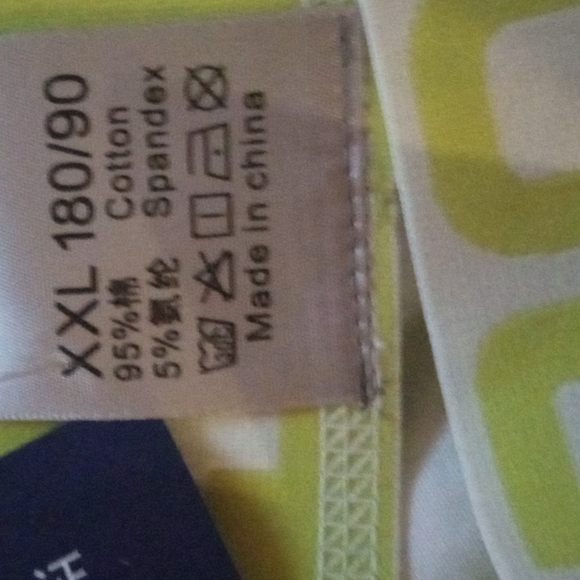 XXL 180/90
95%棉 Cotton
5%氨纶 Spandex
Made in china